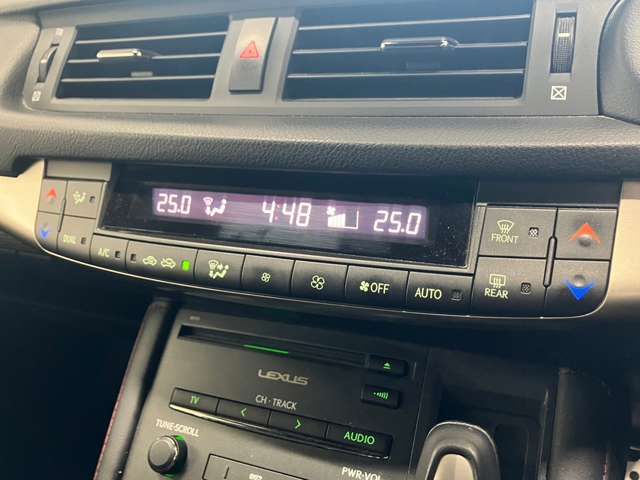 25.0 4:48 25.0
FRONT
DUAL A/C OFF AUTO REAR
LEXUS
CH · TRACK
TV AUDIO
TUNE·SCROLL
PWR·VOL